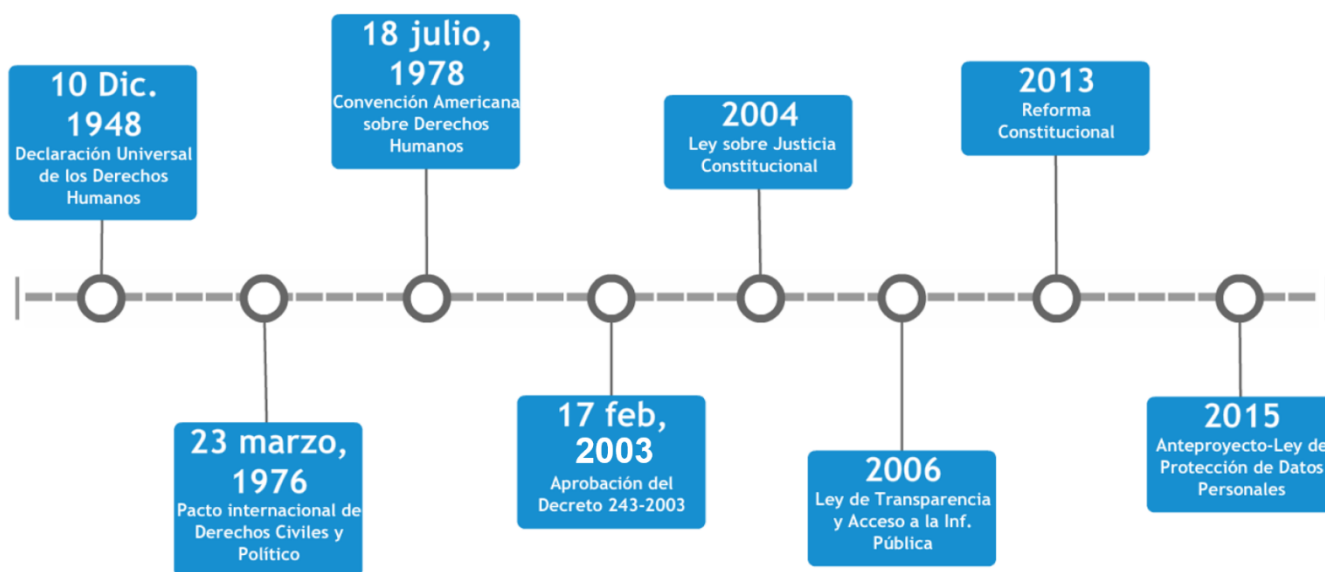 10 Dic.
1948
Declaración Universal
de los Derechos
Humanos
23 marzo,
1976
Pacto internacional de
Derechos Civiles y
Político
18 julio,
1978
Convención Americana
sobre Derechos
Humanos
17 feb,
2003
Aprobación del
Decreto 243-2003
2004
Ley sobre Justicia
Constitucional
2006
Ley de Transparencia
y Acceso a la Inf.
Pública
2013
Reforma
Constitucional
2015
Anteproyecto-Ley de
Protección de Datos
Personales